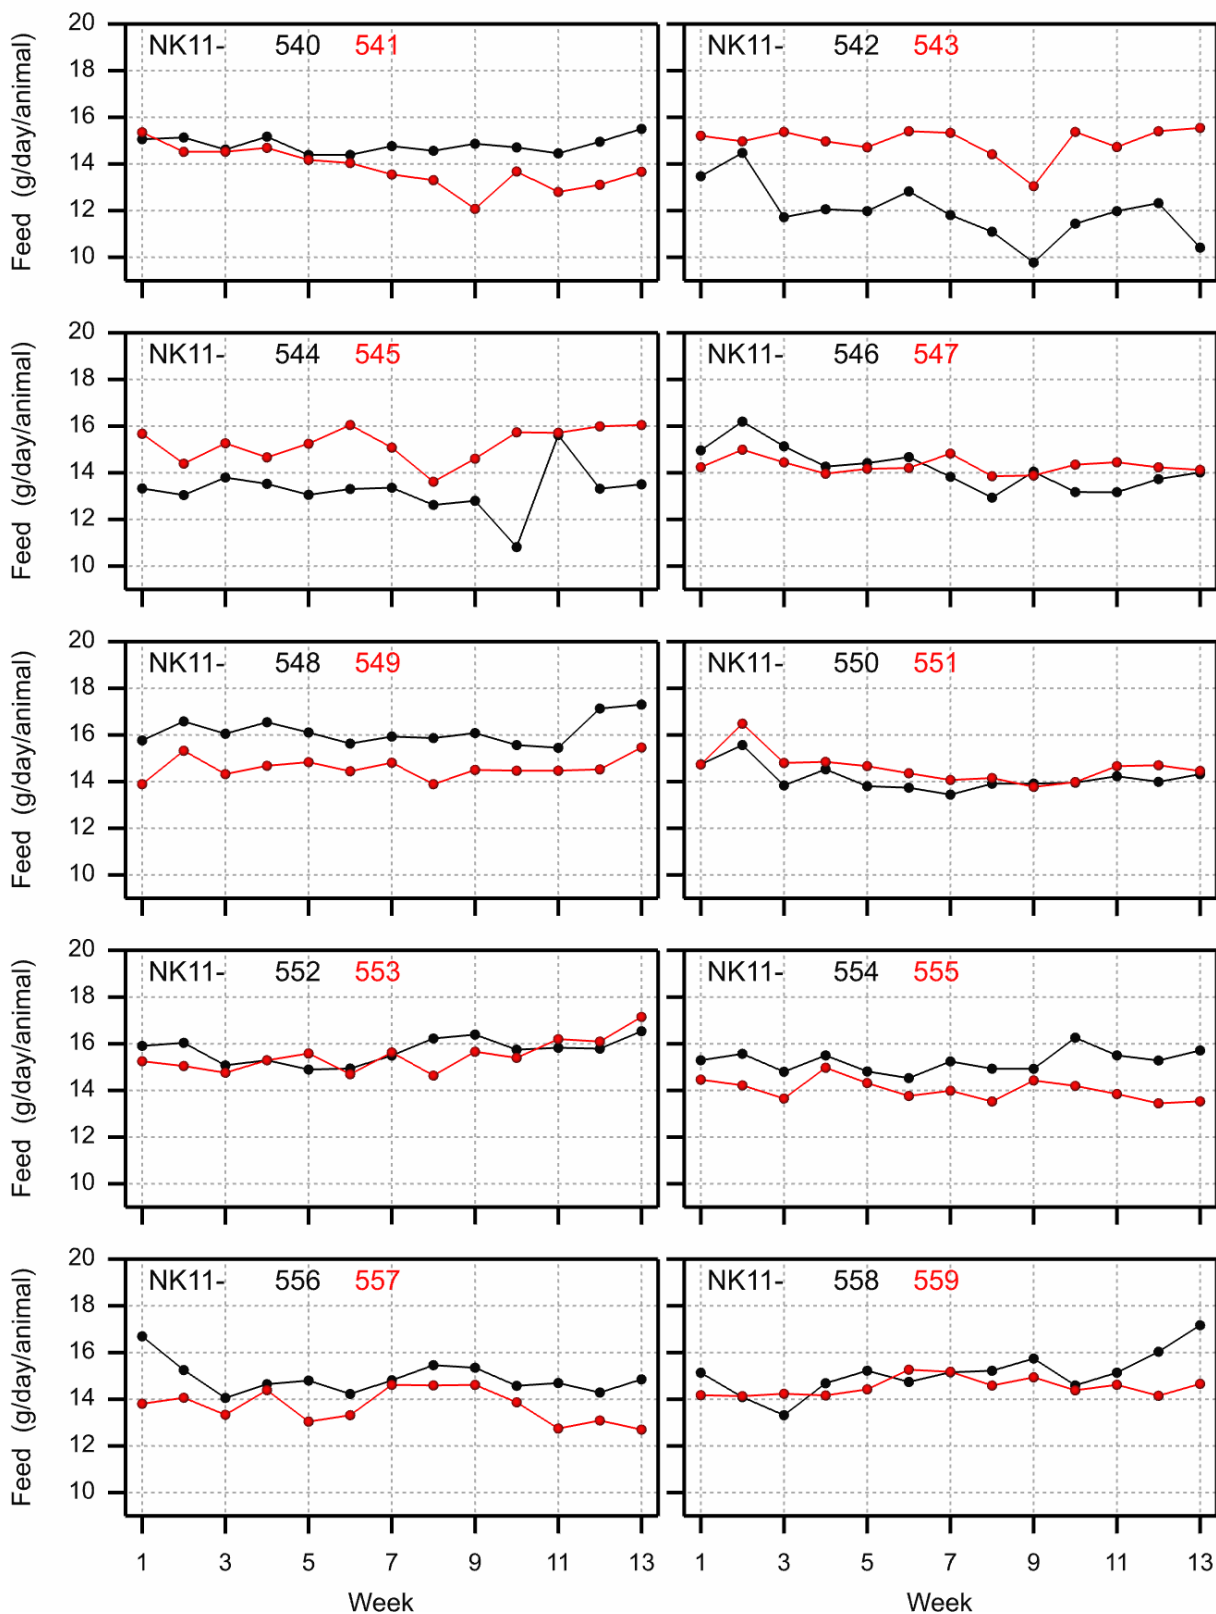 20
18
16
14
12
10
Feed (g/day/animal)
NK11- 540 541
NK11- 542 543
20
18
16
14
12
10
Feed (g/day/animal)
NK11- 544 545
NK11- 546 547
20
18
16
14
12
10
Feed (g/day/animal)
NK11- 548 549
NK11- 550 551
20
18
16
14
12
10
Feed (g/day/animal)
NK11- 552 553
NK11- 554 555
20
18
16
14
12
10
Feed (g/day/animal)
NK11- 556 557
NK11- 558 559
1 3 5 7 9 11 13
1 3 5 7 9 11 13
Week
Week